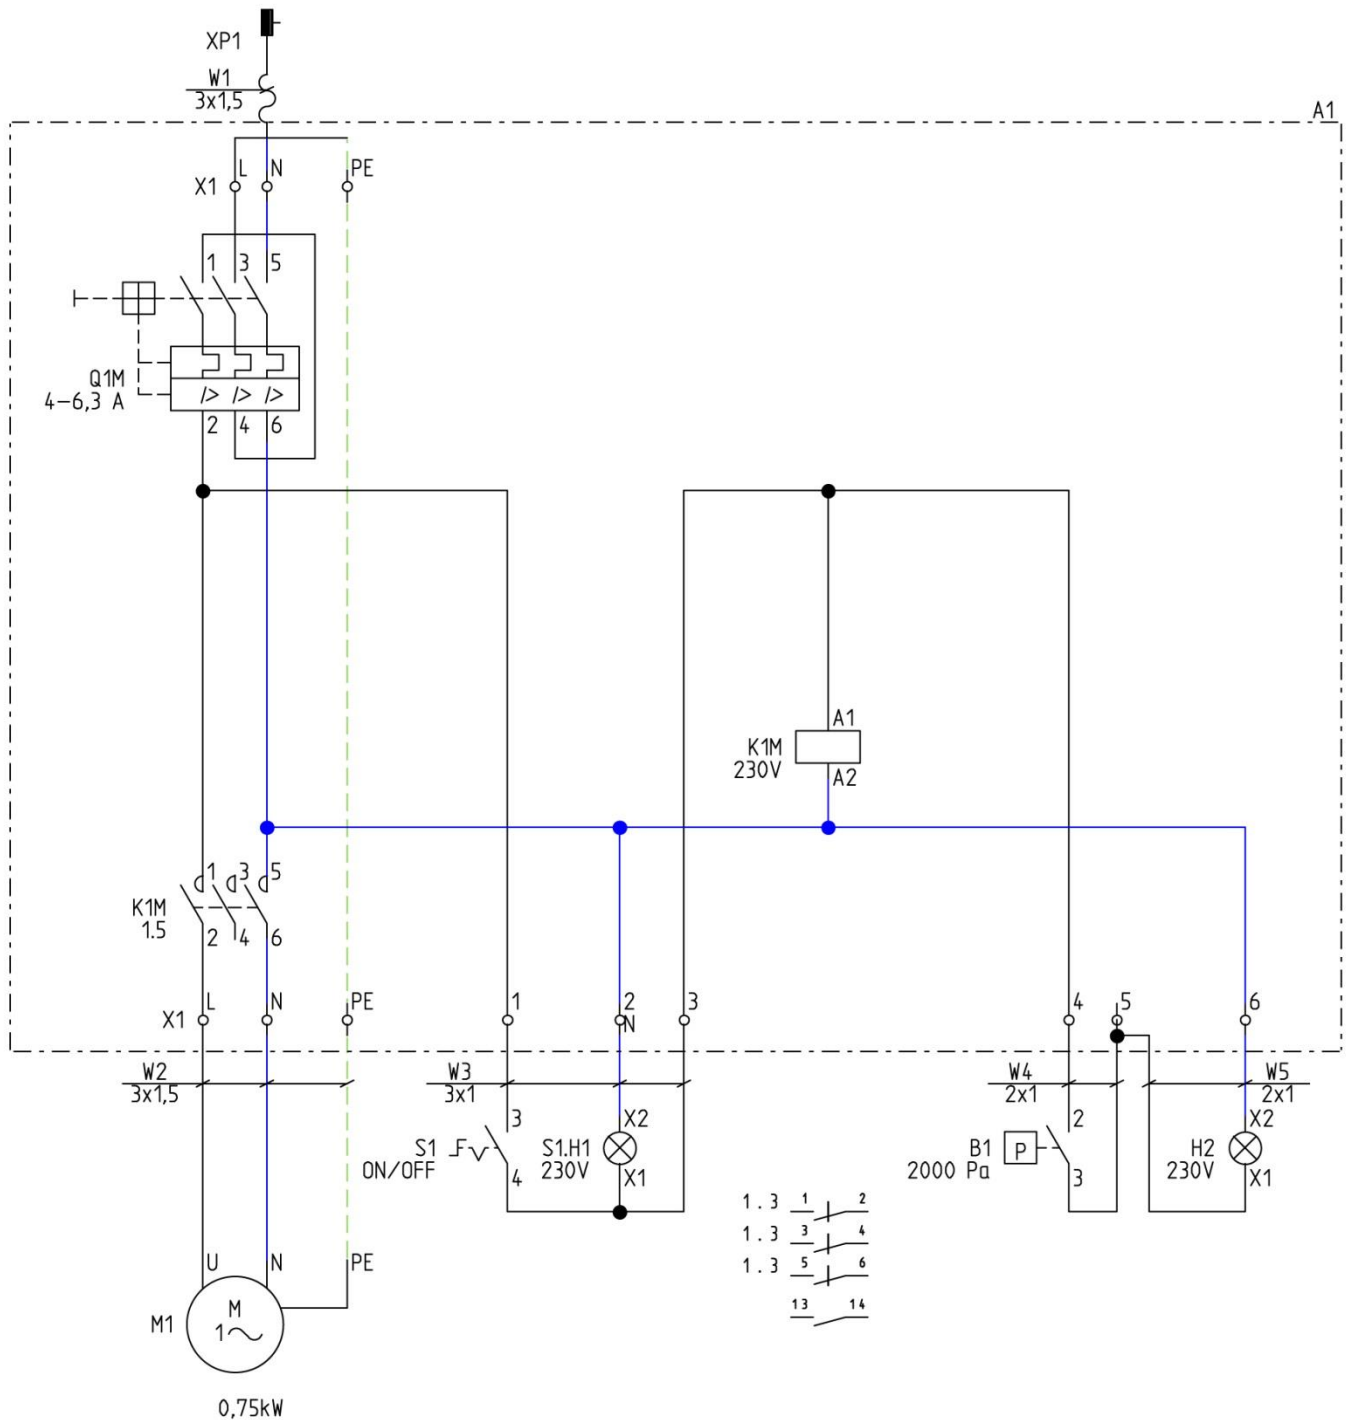 XP1
W1
3x1,5
A1
L N PE
X1
1 3 5
Q1M
4-6,3 A
I> I> I>
2 4 6
A1
K1M
230V
A2
1 3 5
K1M
1.5
2 4 6
L N PE 1 2 3 4 5 6
X1 N
W2 W3 W4 W5
3x1,5 3x1 2x1 2x1
3 X2 2 X2
S1 S1.H1 B1 P H2
ON/OFF 230V 2000 Pa 230V
4 X1 3 X1
1.3 1 2
1.3 3 4
1.3 5 6
13 14
U N PE
M
M1 1~
0,75kW